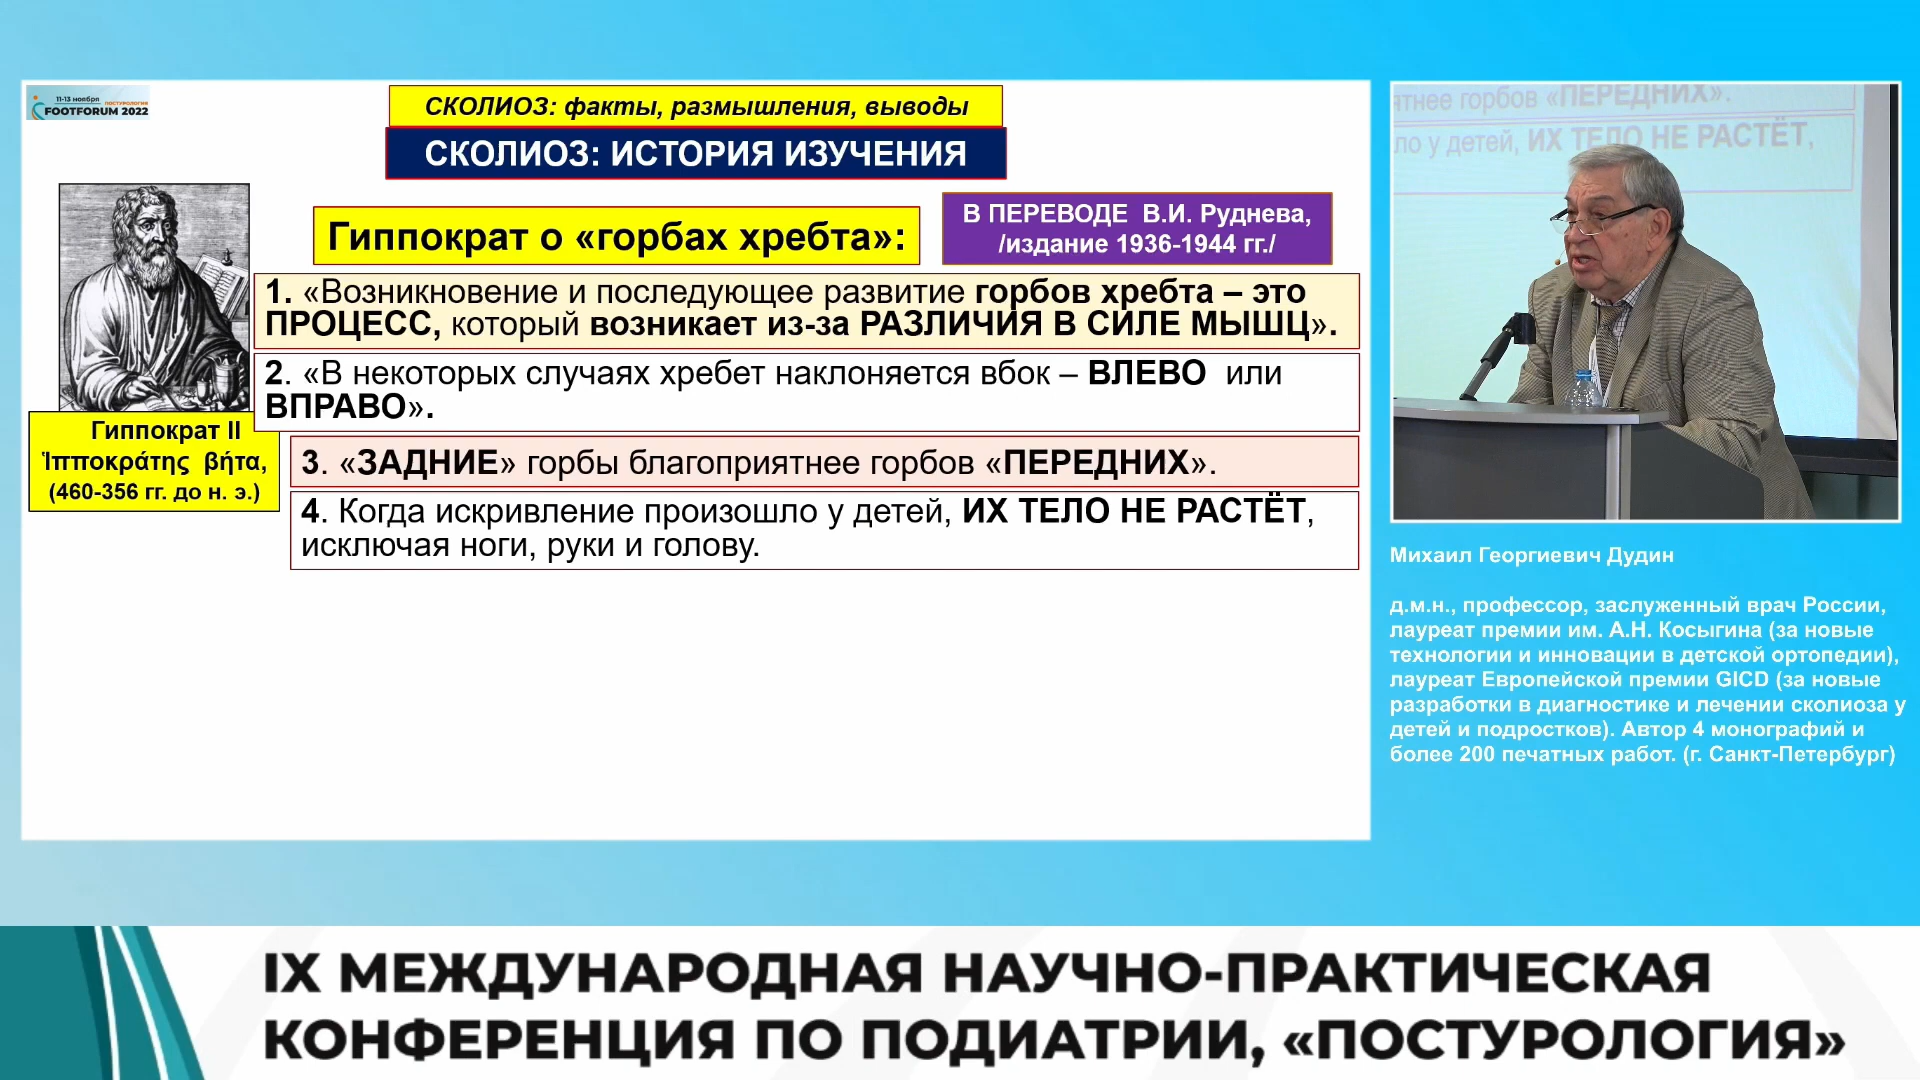 11-13 ноября
ПОСТУРОЛОГИЯ
FOOTFORUM 2022
СКОЛИОЗ: факты, размышления, выводы
СКОЛИОЗ: ИСТОРИЯ ИЗУЧЕНИЯ
Гиппократ о «горбах хребта»:
В ПЕРЕВОДЕ В.И. Руднева,
/издание 1936-1944 гг./
1. «Возникновение и последующее развитие горбов хребта – это
ПРОЦЕСС, который возникает из-за РАЗЛИЧИЯ В СИЛЕ МЫШЦ».
2. «В некоторых случаях хребет наклоняется вбок – ВЛЕВО или
ВПРАВО».
Гиппократ II
Ἱπποκράτης βήτα,
(460-356 гг. до н. э.)
3. «ЗАДНИЕ» горбы благоприятнее горбов «ПЕРЕДНИХ».
4. Когда искривление произошло у детей, ИХ ТЕЛО НЕ РАСТЁТ,
исключая ноги, руки и голову.
ятнее горбов «ПЕРЕДНИХ».
ло у детей, ИХ ТЕЛО НЕ РАСТЁТ,
Михаил Георгиевич Дудин
д.м.н., профессор, заслуженный врач России,
лауреат премии им. А.Н. Косыгина (за новые
технологии и инновации в детской ортопедии),
лауреат Европейской премии GICD (за новые
разработки в диагностике и лечении сколиоза у
детей и подростков). Автор 4 монографий и
более 200 печатных работ. (г. Санкт-Петербург)
IX МЕЖДУНАРОДНАЯ НАУЧНО-ПРАКТИЧЕСКАЯ
КОНФЕРЕНЦИЯ ПО ПОДИАТРИИ, «ПОСТУРОЛОГИЯ»